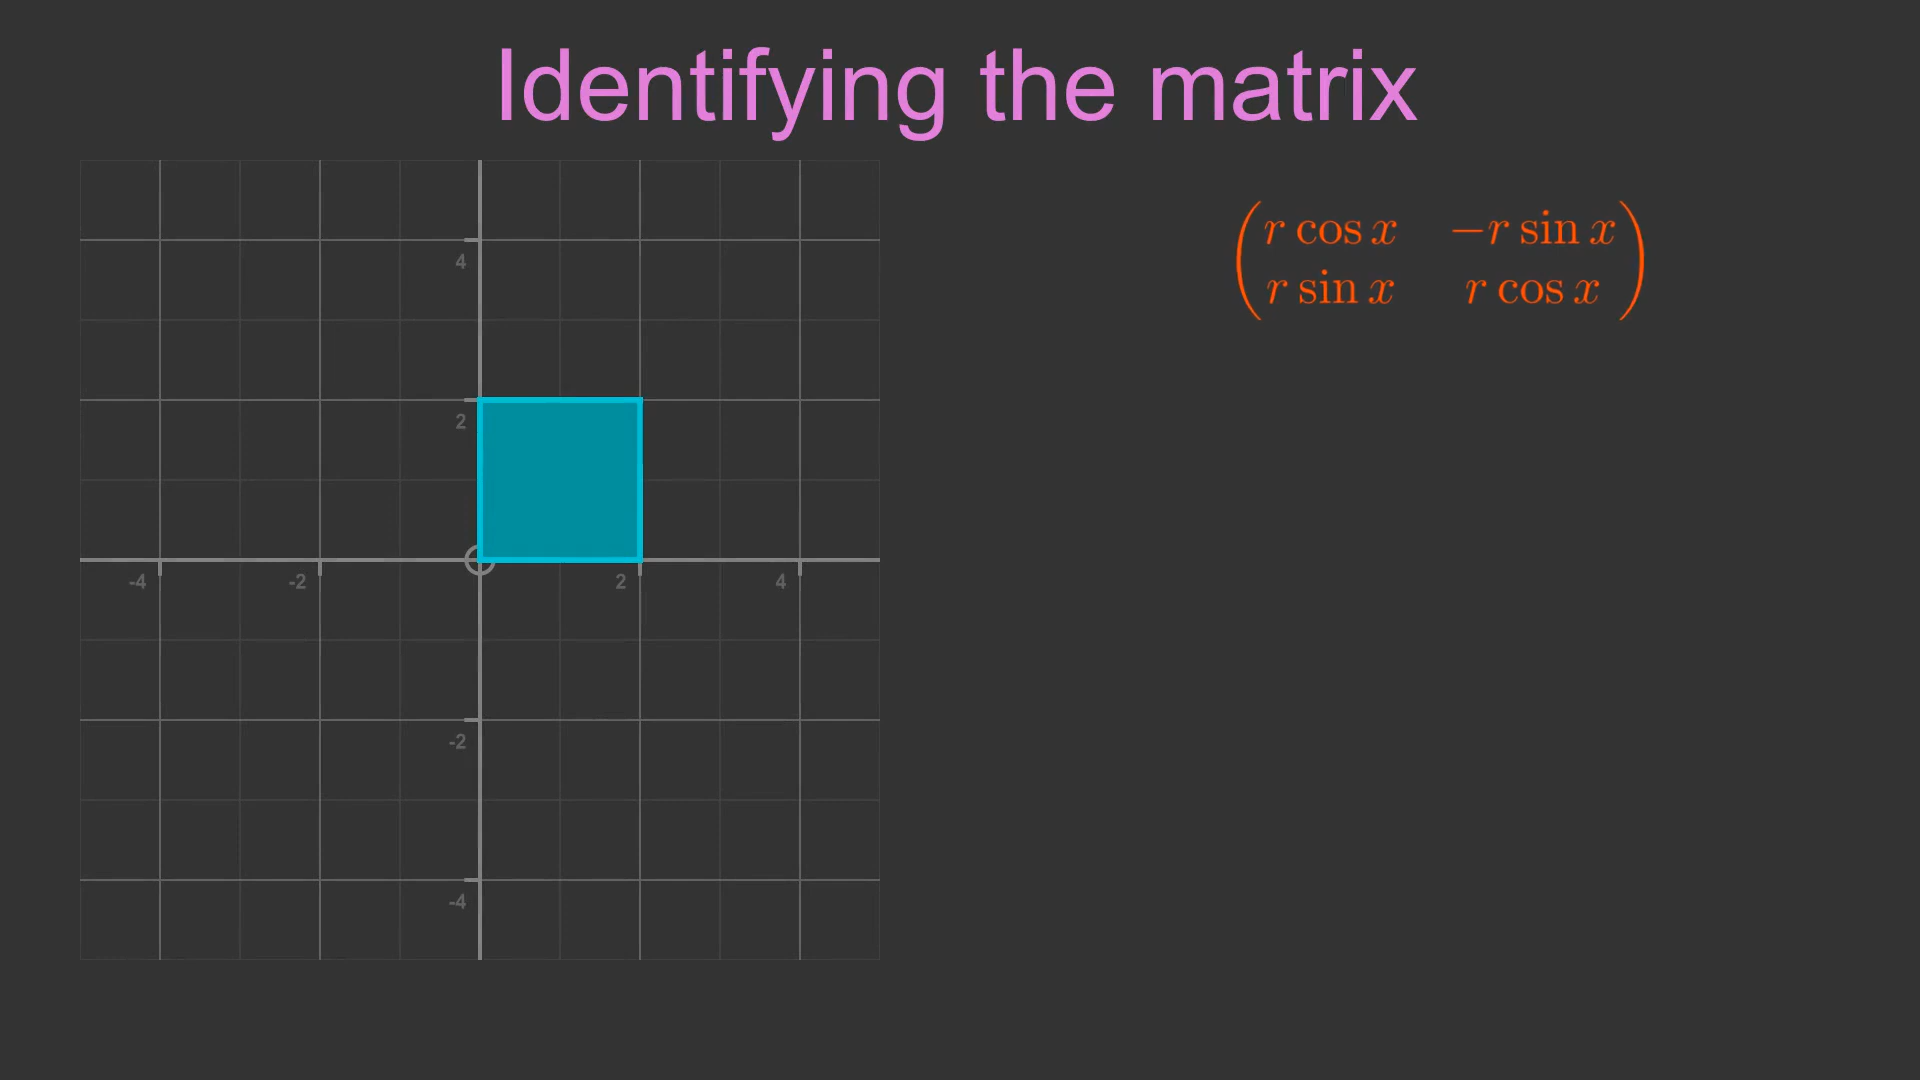 Identifying the matrix
r cos x −r sin x
r sin x r cos x
4
2
-4 -2 2 4
-2
-4